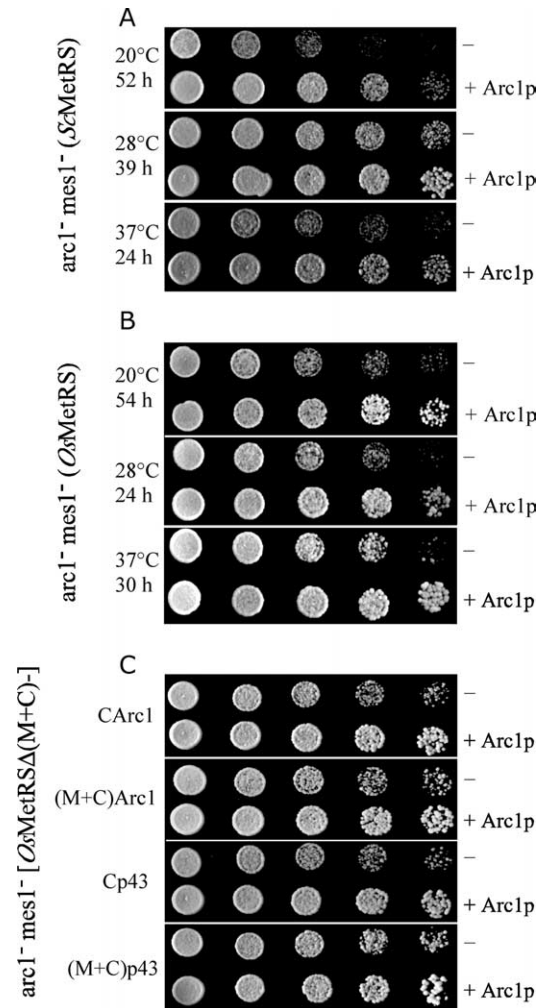 A
arc1⁻ mes1⁻ (ScMetRS)
20°C
52 h
–
+ Arc1p
28°C
39 h
–
+ Arc1p
37°C
24 h
–
+ Arc1p
B
arc1⁻ mes1⁻ (OsMetRS)
20°C
54 h
–
+ Arc1p
28°C
24 h
–
+ Arc1p
37°C
30 h
–
+ Arc1p
C
arc1⁻ mes1⁻ [OsMetRSΔ(M+C)-]
CArc1
–
+ Arc1p
(M+C)Arc1
–
+ Arc1p
Cp43
–
+ Arc1p
(M+C)p43
–
+ Arc1p